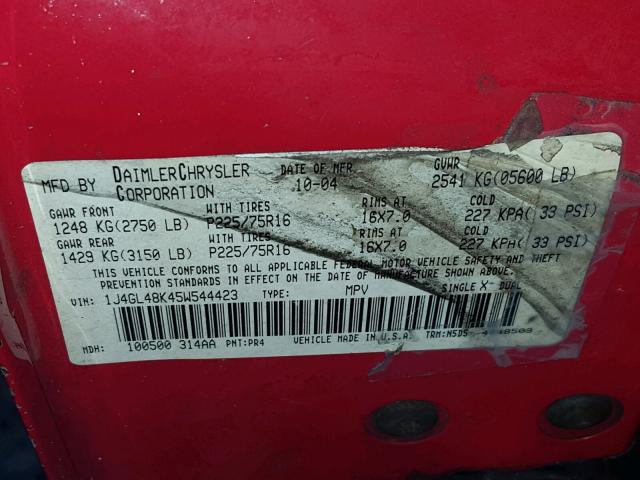 MFD BY DAIMLERCHRYSLER CORPORATION DATE OF MFR 10-04 GVWR 2541 KG(05600 LB)
GAWR FRONT WITH TIRES RIMS AT COLD
1248 KG(2750 LB) P225/75R16 16X7.0 227 KPA( 33 PSI)
GAWR REAR WITH TIRES RIMS AT COLD
1429 KG(3150 LB) P225/75R16 16X7.0 227 KPH( 33 PSI)
THIS VEHICLE CONFORMS TO ALL APPLICABLE FEDERAL MOTOR VEHICLE SAFETY AND THEFT
PREVENTION STANDARDS IN EFFECT ON THE DATE OF MANUFACTURE SHOWN ABOVE.
VIN: 1J4GL48K45W544423 TYPE: MPV SINGLE X DUAL
MDH: 100500 314AA PNT:PR4 VEHICLE MADE IN U.S.A. TRM:N5D5